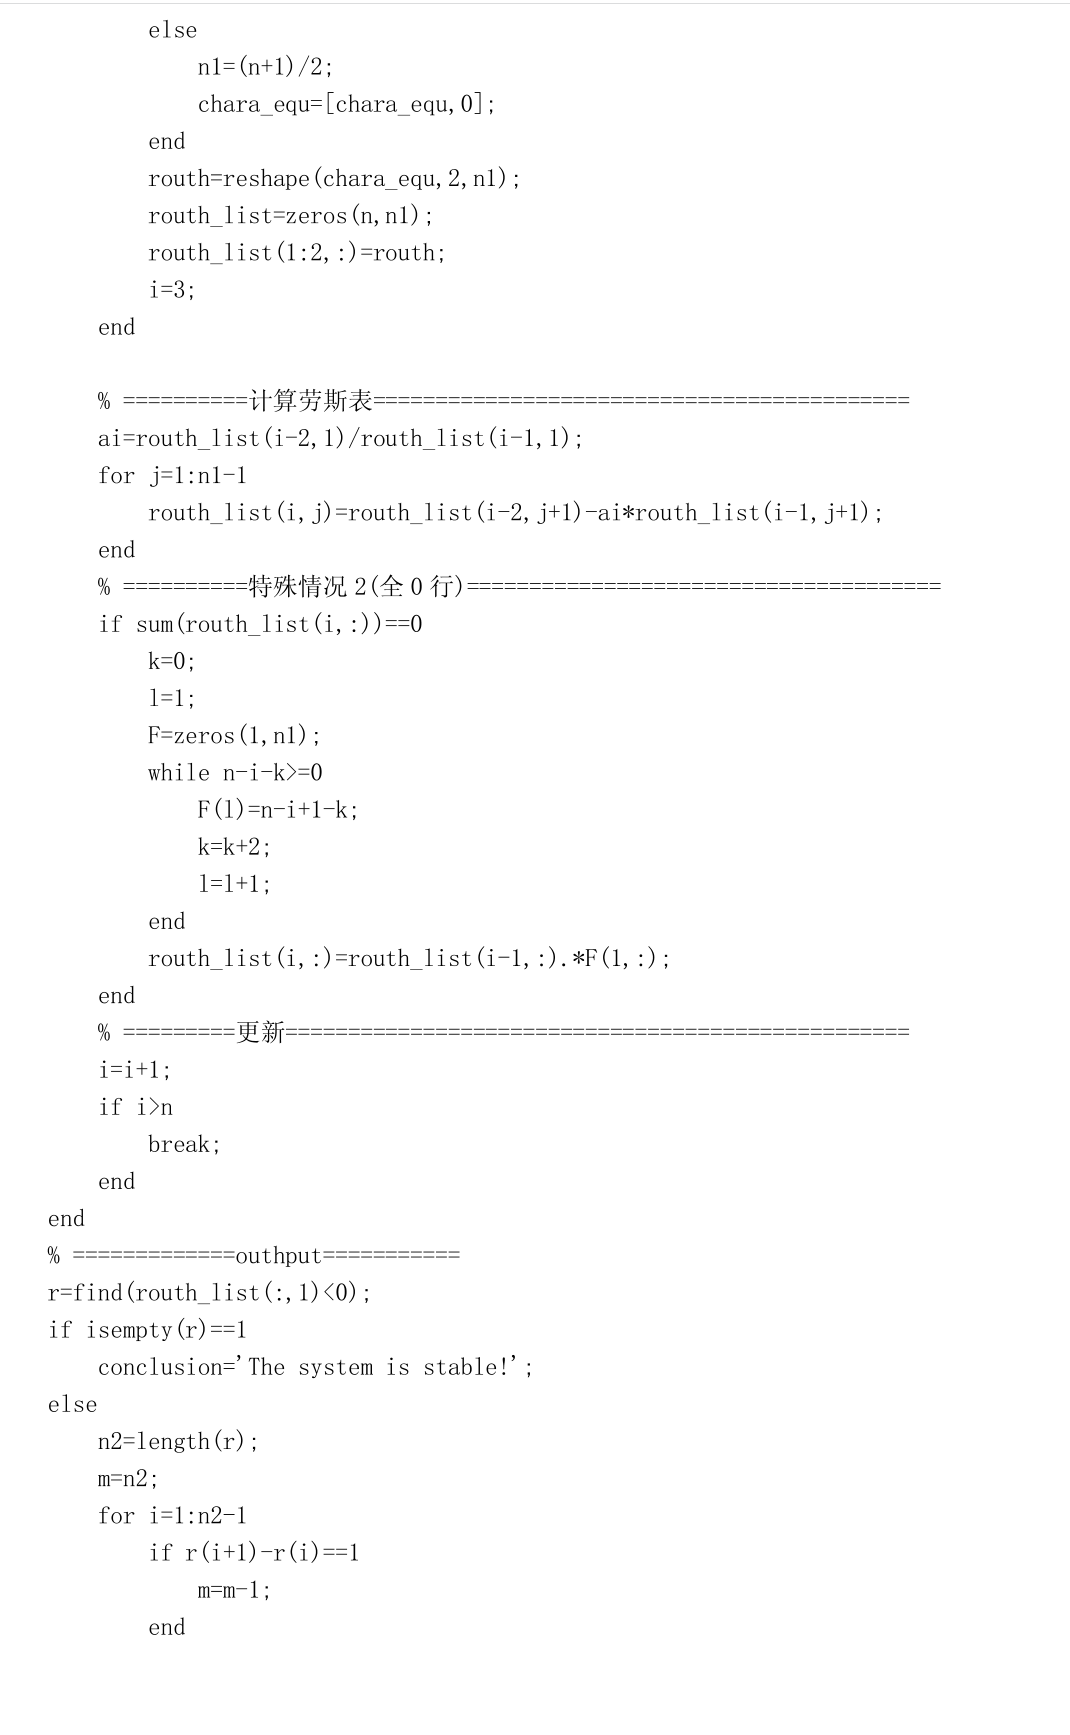 else
n1=(n+1)/2;
chara_equ=[chara_equ,0];
end
routh=reshape(chara_equ,2,n1);
routh_list=zeros(n,n1);
routh_list(1:2,:)=routh;
i=3;
end
% ==========计算劳斯表===========================================
ai=routh_list(i-2,1)/routh_list(i-1,1);
for j=1:n1-1
routh_list(i,j)=routh_list(i-2,j+1)-ai*routh_list(i-1,j+1);
end
% ==========特殊情况 2(全 0 行)======================================
if sum(routh_list(i,:))==0
k=0;
l=1;
F=zeros(1,n1);
while n-i-k>=0
F(l)=n-i+1-k;
k=k+2;
l=l+1;
end
routh_list(i,:)=routh_list(i-1,:).*F(1,:);
end
% =========更新==================================================
i=i+1;
if i>n
break;
end
end
% =============outhput===========
r=find(routh_list(:,1)<0);
if isempty(r)==1
conclusion='The system is stable!';
else
n2=length(r);
m=n2;
for i=1:n2-1
if r(i+1)-r(i)==1
m=m-1;
end